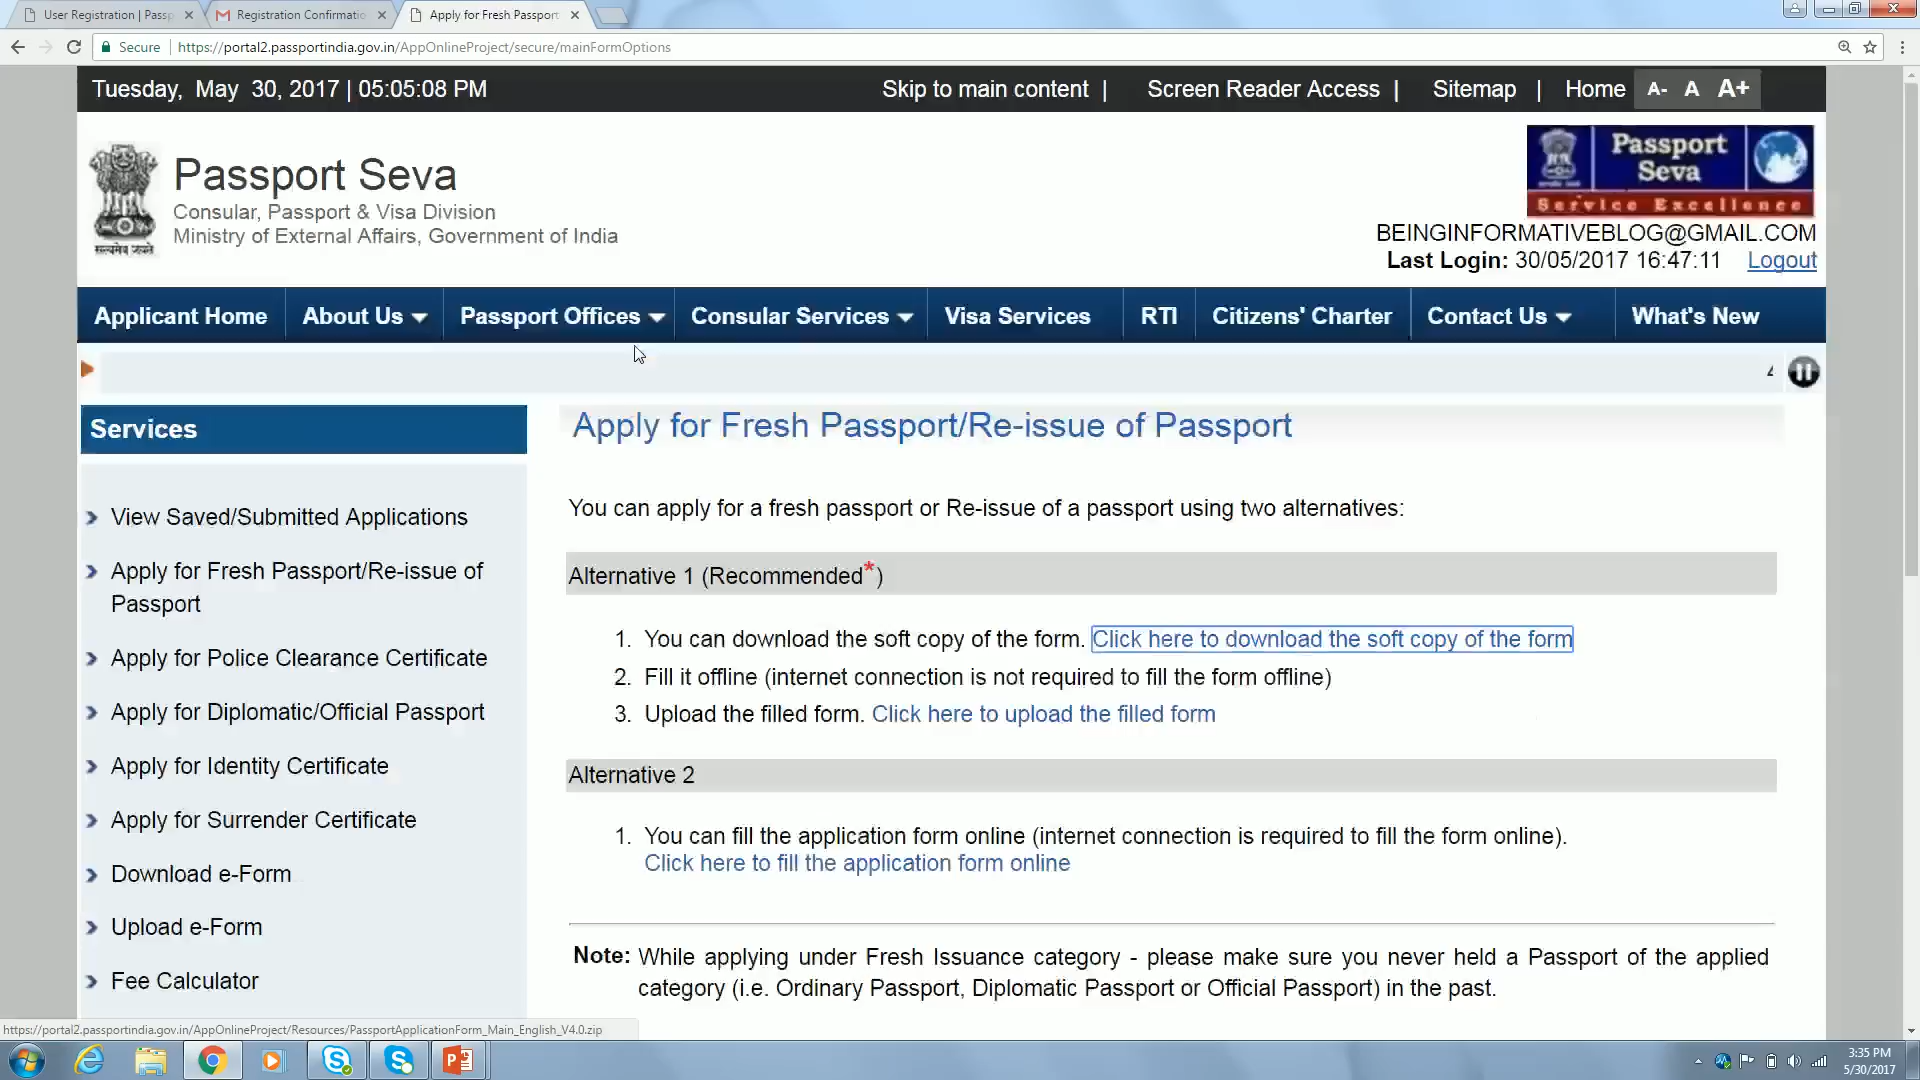 User Registration | Passp
Registration Confirmatio
Apply for Fresh Passport
Secure
https://portal2.passportindia.gov.in/AppOnlineProject/secure/mainFormOptions
Tuesday, May 30, 2017 | 05:05:08 PM
Skip to main content |
Screen Reader Access |
Sitemap |
Home
A-
A
A+
Passport Seva
Consular, Passport & Visa Division
Ministry of External Affairs, Government of India
सत्यमेव जयते
Passport
Seva
Service Excellence
BEINGINFORMATIVEBLOG@GMAIL.COM
Last Login: 30/05/2017 16:47:11 Logout
Applicant Home
About Us
Passport Offices
Consular Services
Visa Services
RTI
Citizens' Charter
Contact Us
What's New
Services
View Saved/Submitted Applications
Apply for Fresh Passport/Re-issue of
Passport
Apply for Police Clearance Certificate
Apply for Diplomatic/Official Passport
Apply for Identity Certificate
Apply for Surrender Certificate
Download e-Form
Upload e-Form
Fee Calculator
Apply for Fresh Passport/Re-issue of Passport
You can apply for a fresh passport or Re-issue of a passport using two alternatives:
Alternative 1 (Recommended*)
1. You can download the soft copy of the form. Click here to download the soft copy of the form
2. Fill it offline (internet connection is not required to fill the form offline)
3. Upload the filled form. Click here to upload the filled form
Alternative 2
1. You can fill the application form online (internet connection is required to fill the form online).
Click here to fill the application form online
Note: While applying under Fresh Issuance category - please make sure you never held a Passport of the applied
category (i.e. Ordinary Passport, Diplomatic Passport or Official Passport) in the past.
https://portal2.passportindia.gov.in/AppOnlineProject/Resources/PassportApplicationForm_Main_English_V4.0.zip
3:35 PM
5/30/2017